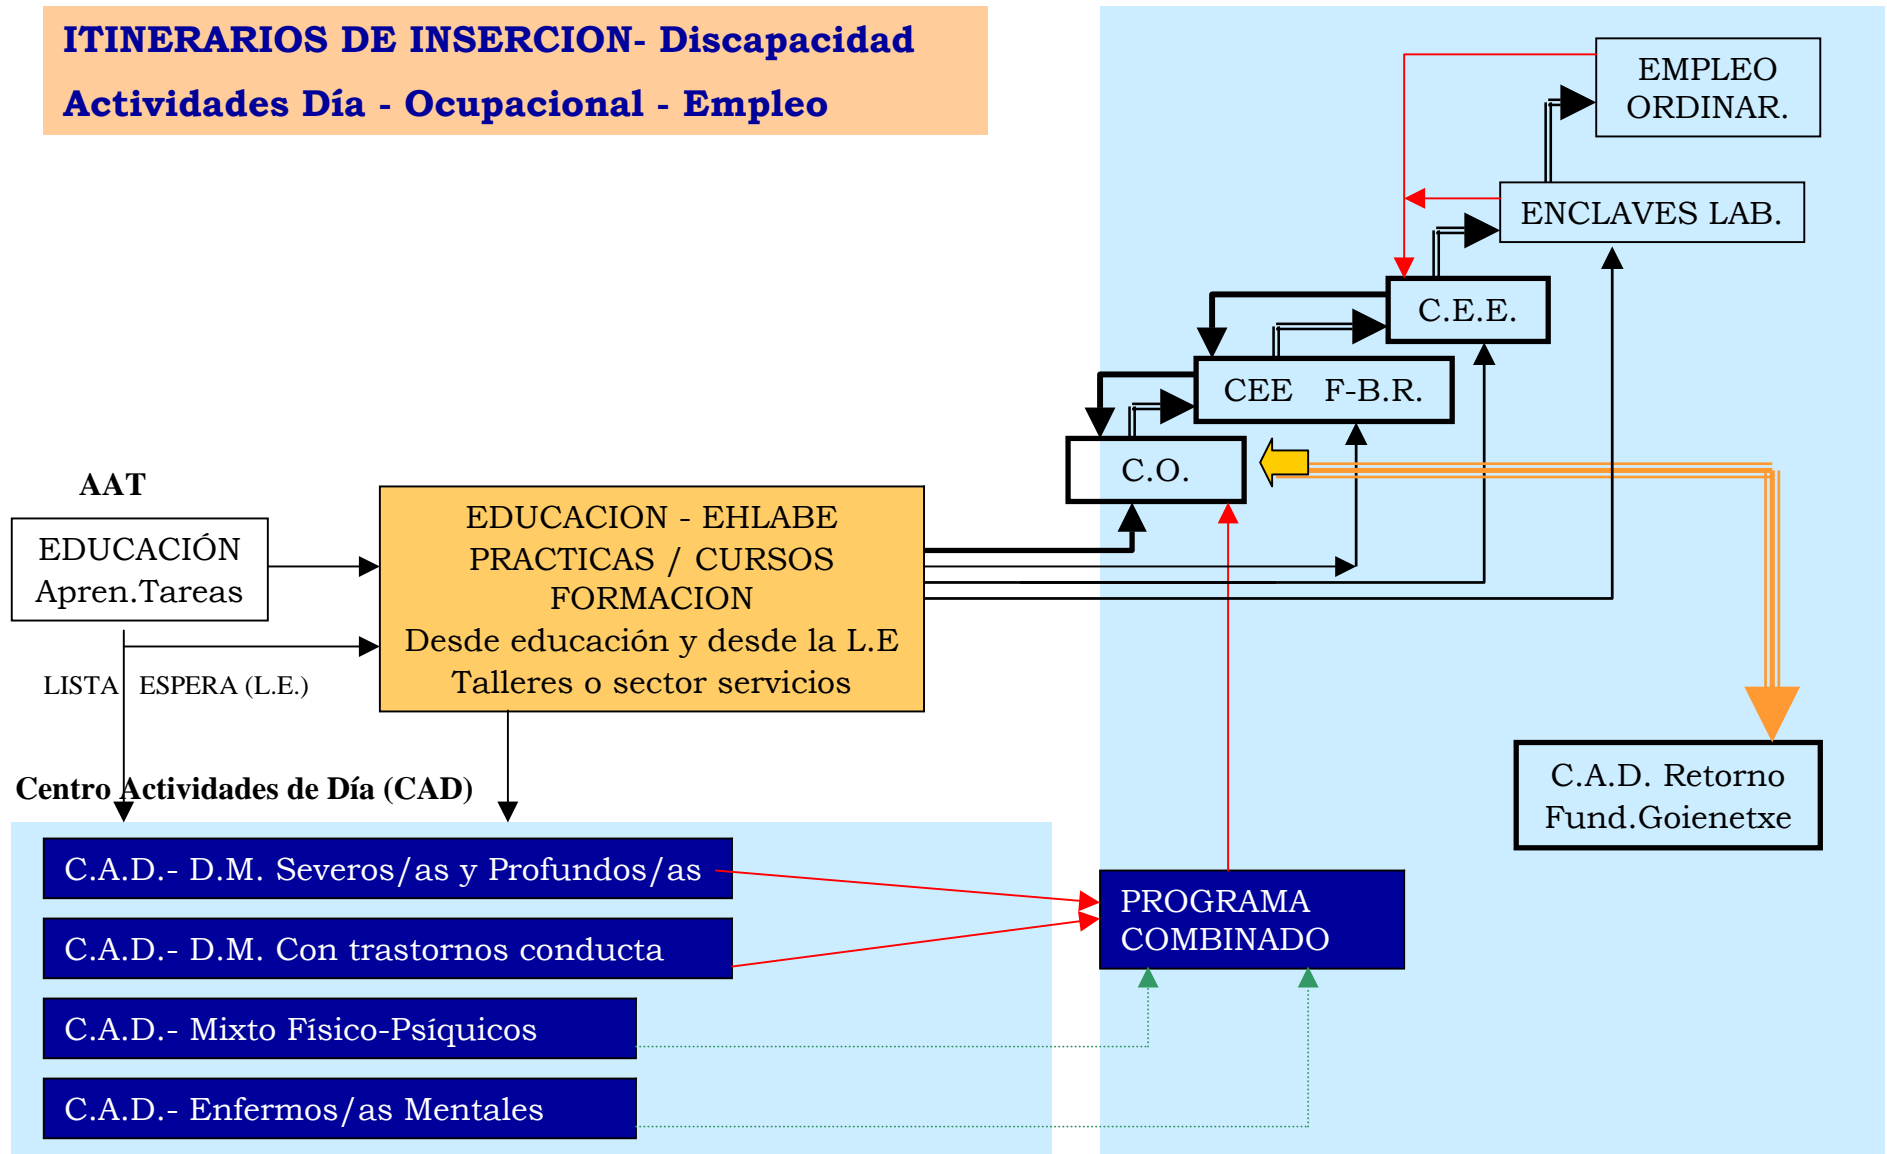 ITINERARIOS DE INSERCION- Discapacidad
Actividades Día - Ocupacional - Empleo
EMPLEO
ORDINAR.
ENCLAVES LAB.
C.E.E.
CEE F-B.R.
C.O.
AAT
EDUCACIÓN
Apren.Tareas
LISTA ESPERA (L.E.)
EDUCACION - EHLABE
PRACTICAS / CURSOS
FORMACION
Desde educación y desde la L.E
Talleres o sector servicios
C.A.D. Retorno
Fund.Goienetxe
Centro Actividades de Día (CAD)
C.A.D.- D.M. Severos/as y Profundos/as
C.A.D.- D.M. Con trastornos conducta
C.A.D.- Mixto Físico-Psíquicos
C.A.D.- Enfermos/as Mentales
PROGRAMA
COMBINADO